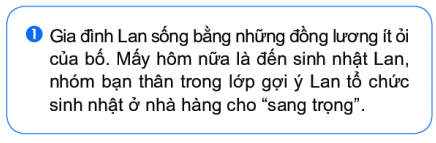 1 Gia đình Lan sống bằng những đồng lương ít ỏi
của bố. Mấy hôm nữa là đến sinh nhật Lan,
nhóm bạn thân trong lớp gợi ý Lan tổ chức
sinh nhật ở nhà hàng cho “sang trọng”.